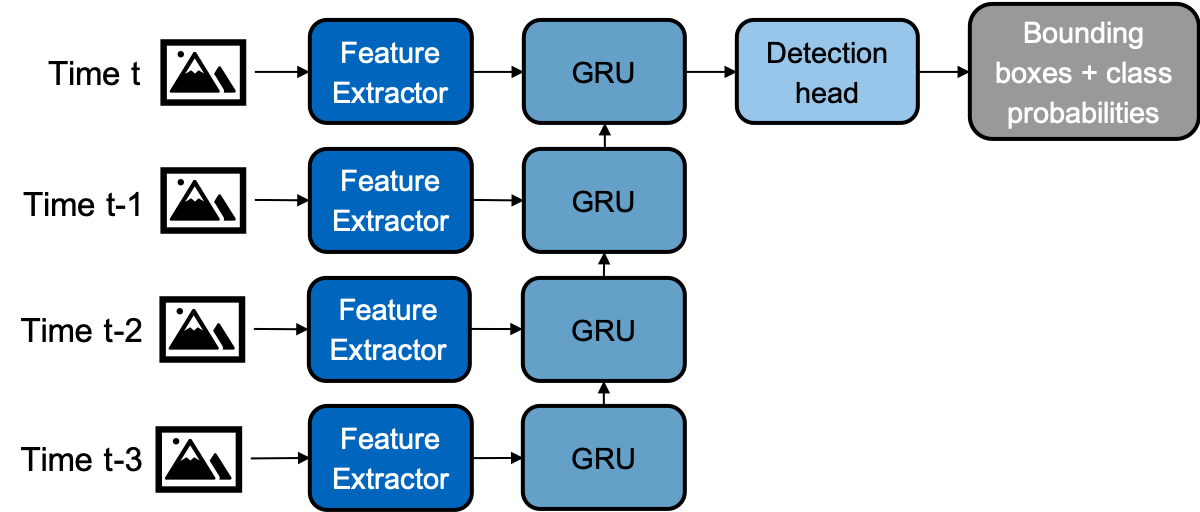 Time t
Feature
Extractor
GRU
Detection
head
Bounding
boxes + class
probabilities
Time t-1
Feature
Extractor
GRU
Time t-2
Feature
Extractor
GRU
Time t-3
Feature
Extractor
GRU